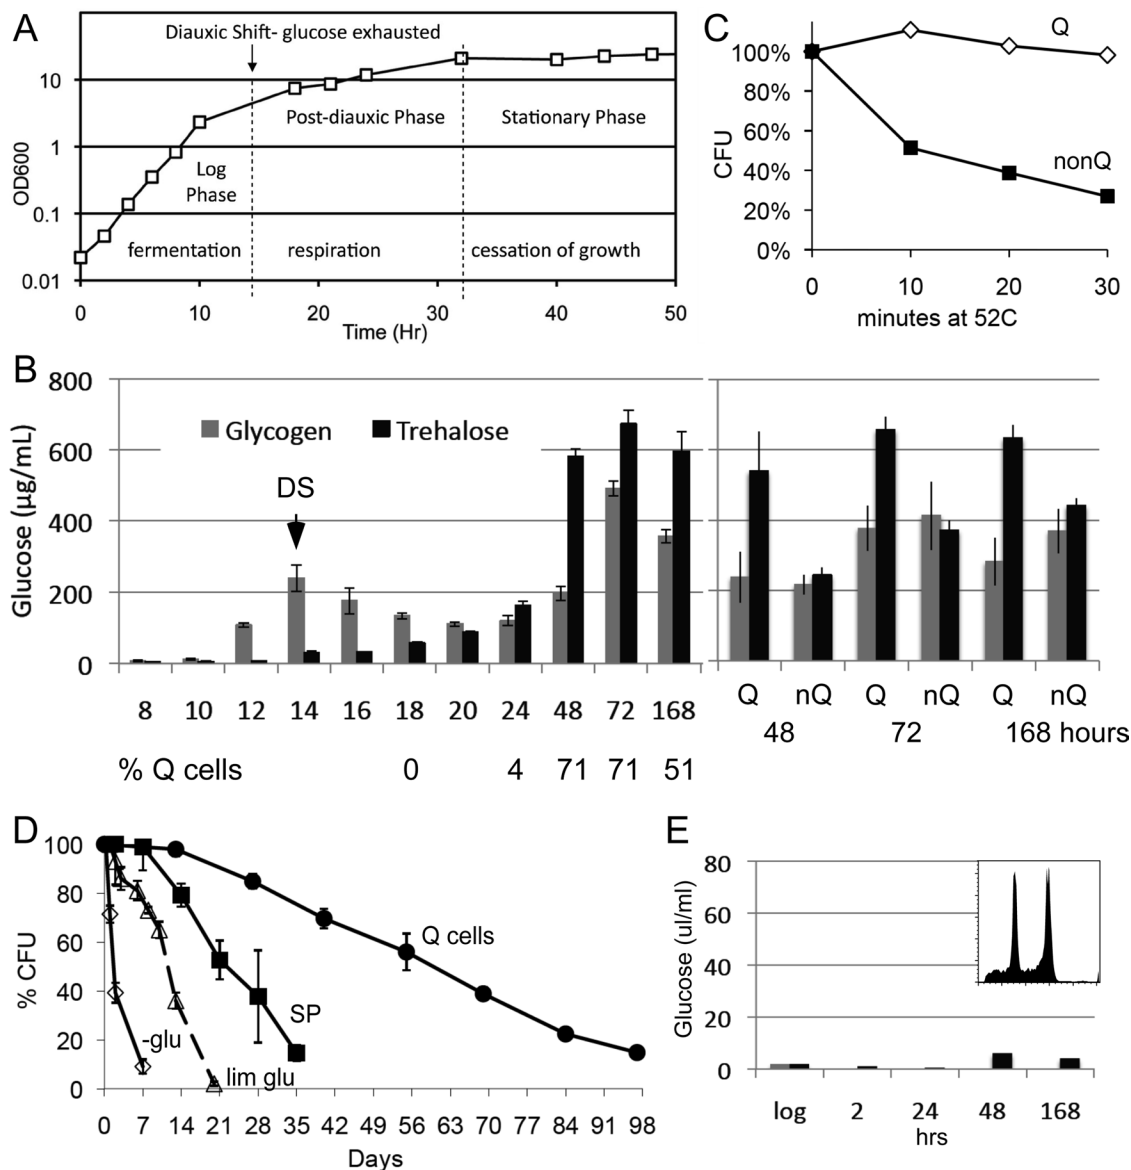 A
Diauxic Shift- glucose exhausted
OD600
10
1
0.1
0.01
Post-diauxic Phase
Stationary Phase
Log
Phase
fermentation
respiration
cessation of growth
0 10 20 30 40 50
Time (Hr)
C
CFU
100%
80%
60%
40%
20%
0%
Q
nonQ
0 10 20 30
minutes at 52C
B
Glucose (µg/mL)
800
600
400
200
0
Glycogen Trehalose
DS
8 10 12 14 16 18 20 24 48 72 168
% Q cells 0 4 71 71 51
Q nQ Q nQ Q nQ
48 72 168 hours
D
% CFU
100
80
60
40
20
0
Q cells
SP
-glu
lim glu
0 7 14 21 28 35 42 49 56 63 70 77 84 91 98
Days
E
Glucose (ul/ml)
80
60
40
20
0
log 2 24 48 168
hrs